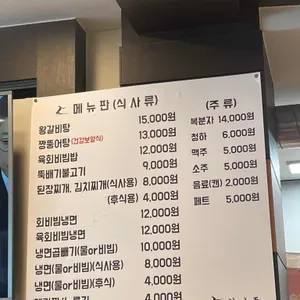 메뉴판(식사류)
왕갈비탕 15,000원
짱뚱어탕(건강보양식) 13,000원
육회비빔밥 12,000원
뚝배기불고기 9,000원
된장찌개, 김치찌개(식사용) 8,000원
(후식용) 4,000원
회비빔냉면 12,000원
육회비빔냉면 12,000원
냉면곱빼기(물or비빔) 10,000원
냉면(물or비빔)(식사용) 8,000원
냉면(물or비빔)(후식) 4,000원
4,000원
(주류)
복분자 14,000원
청하 6,000원
맥주 5,000원
소주 5,000원
음료(캔) 2,000원
페트 5,000원